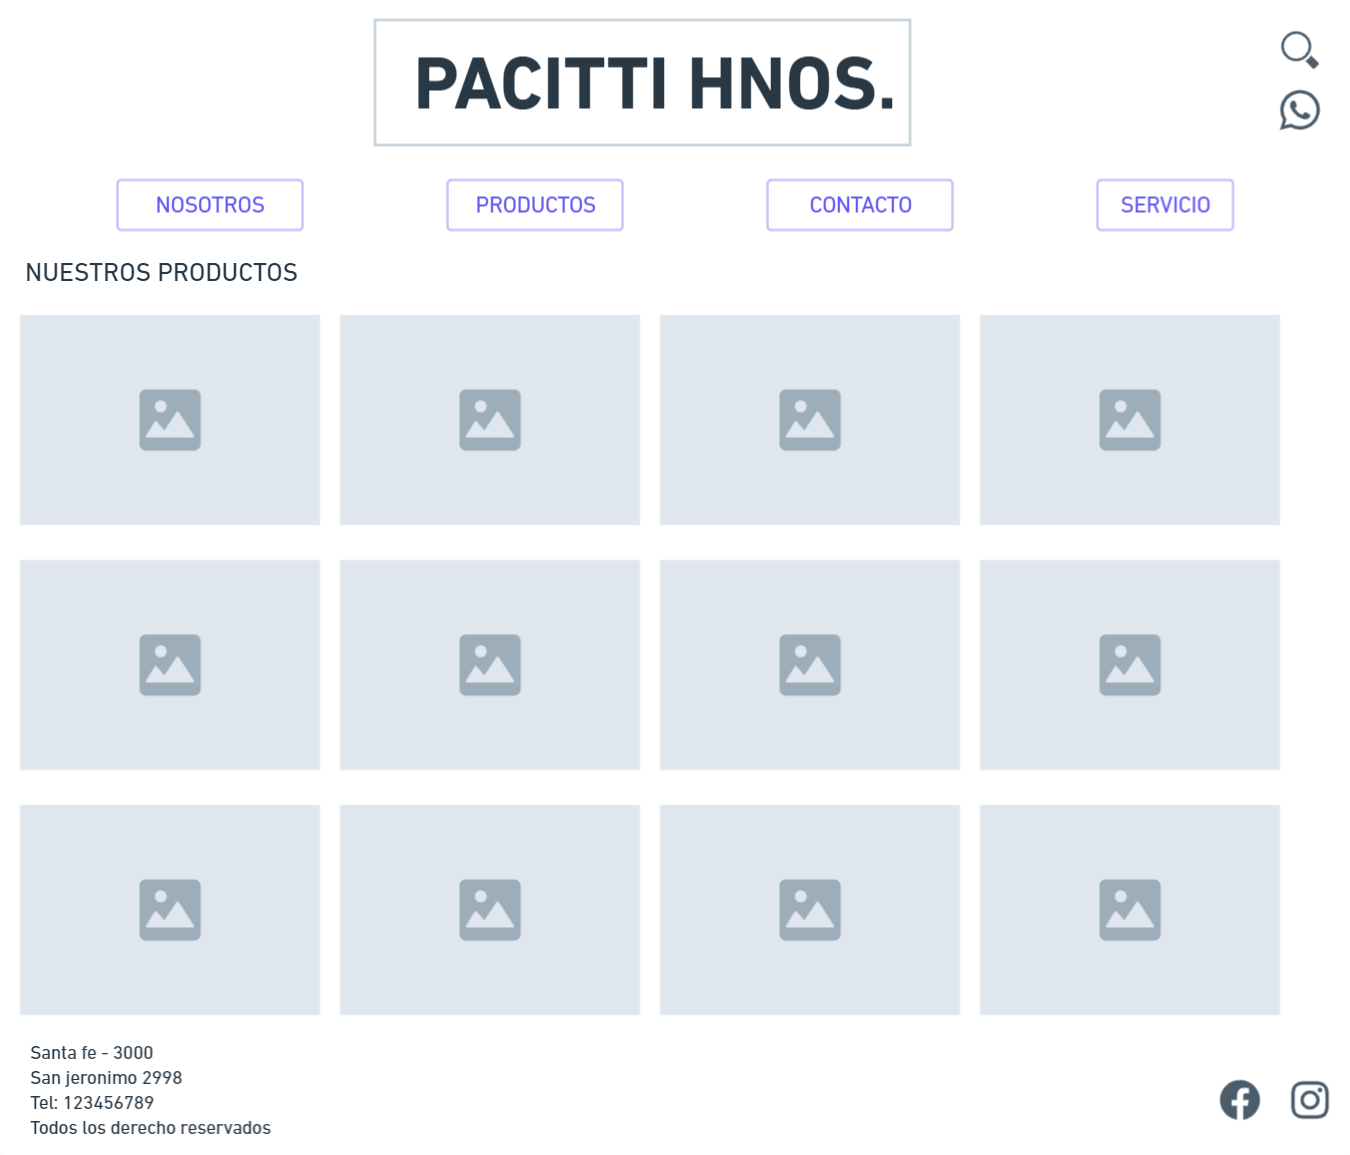 PACITTI HNOS.
NOSOTROS
PRODUCTOS
CONTACTO
SERVICIO
NUESTROS PRODUCTOS
Santa fe - 3000
San jeronimo 2998
Tel: 123456789
Todos los derecho reservados